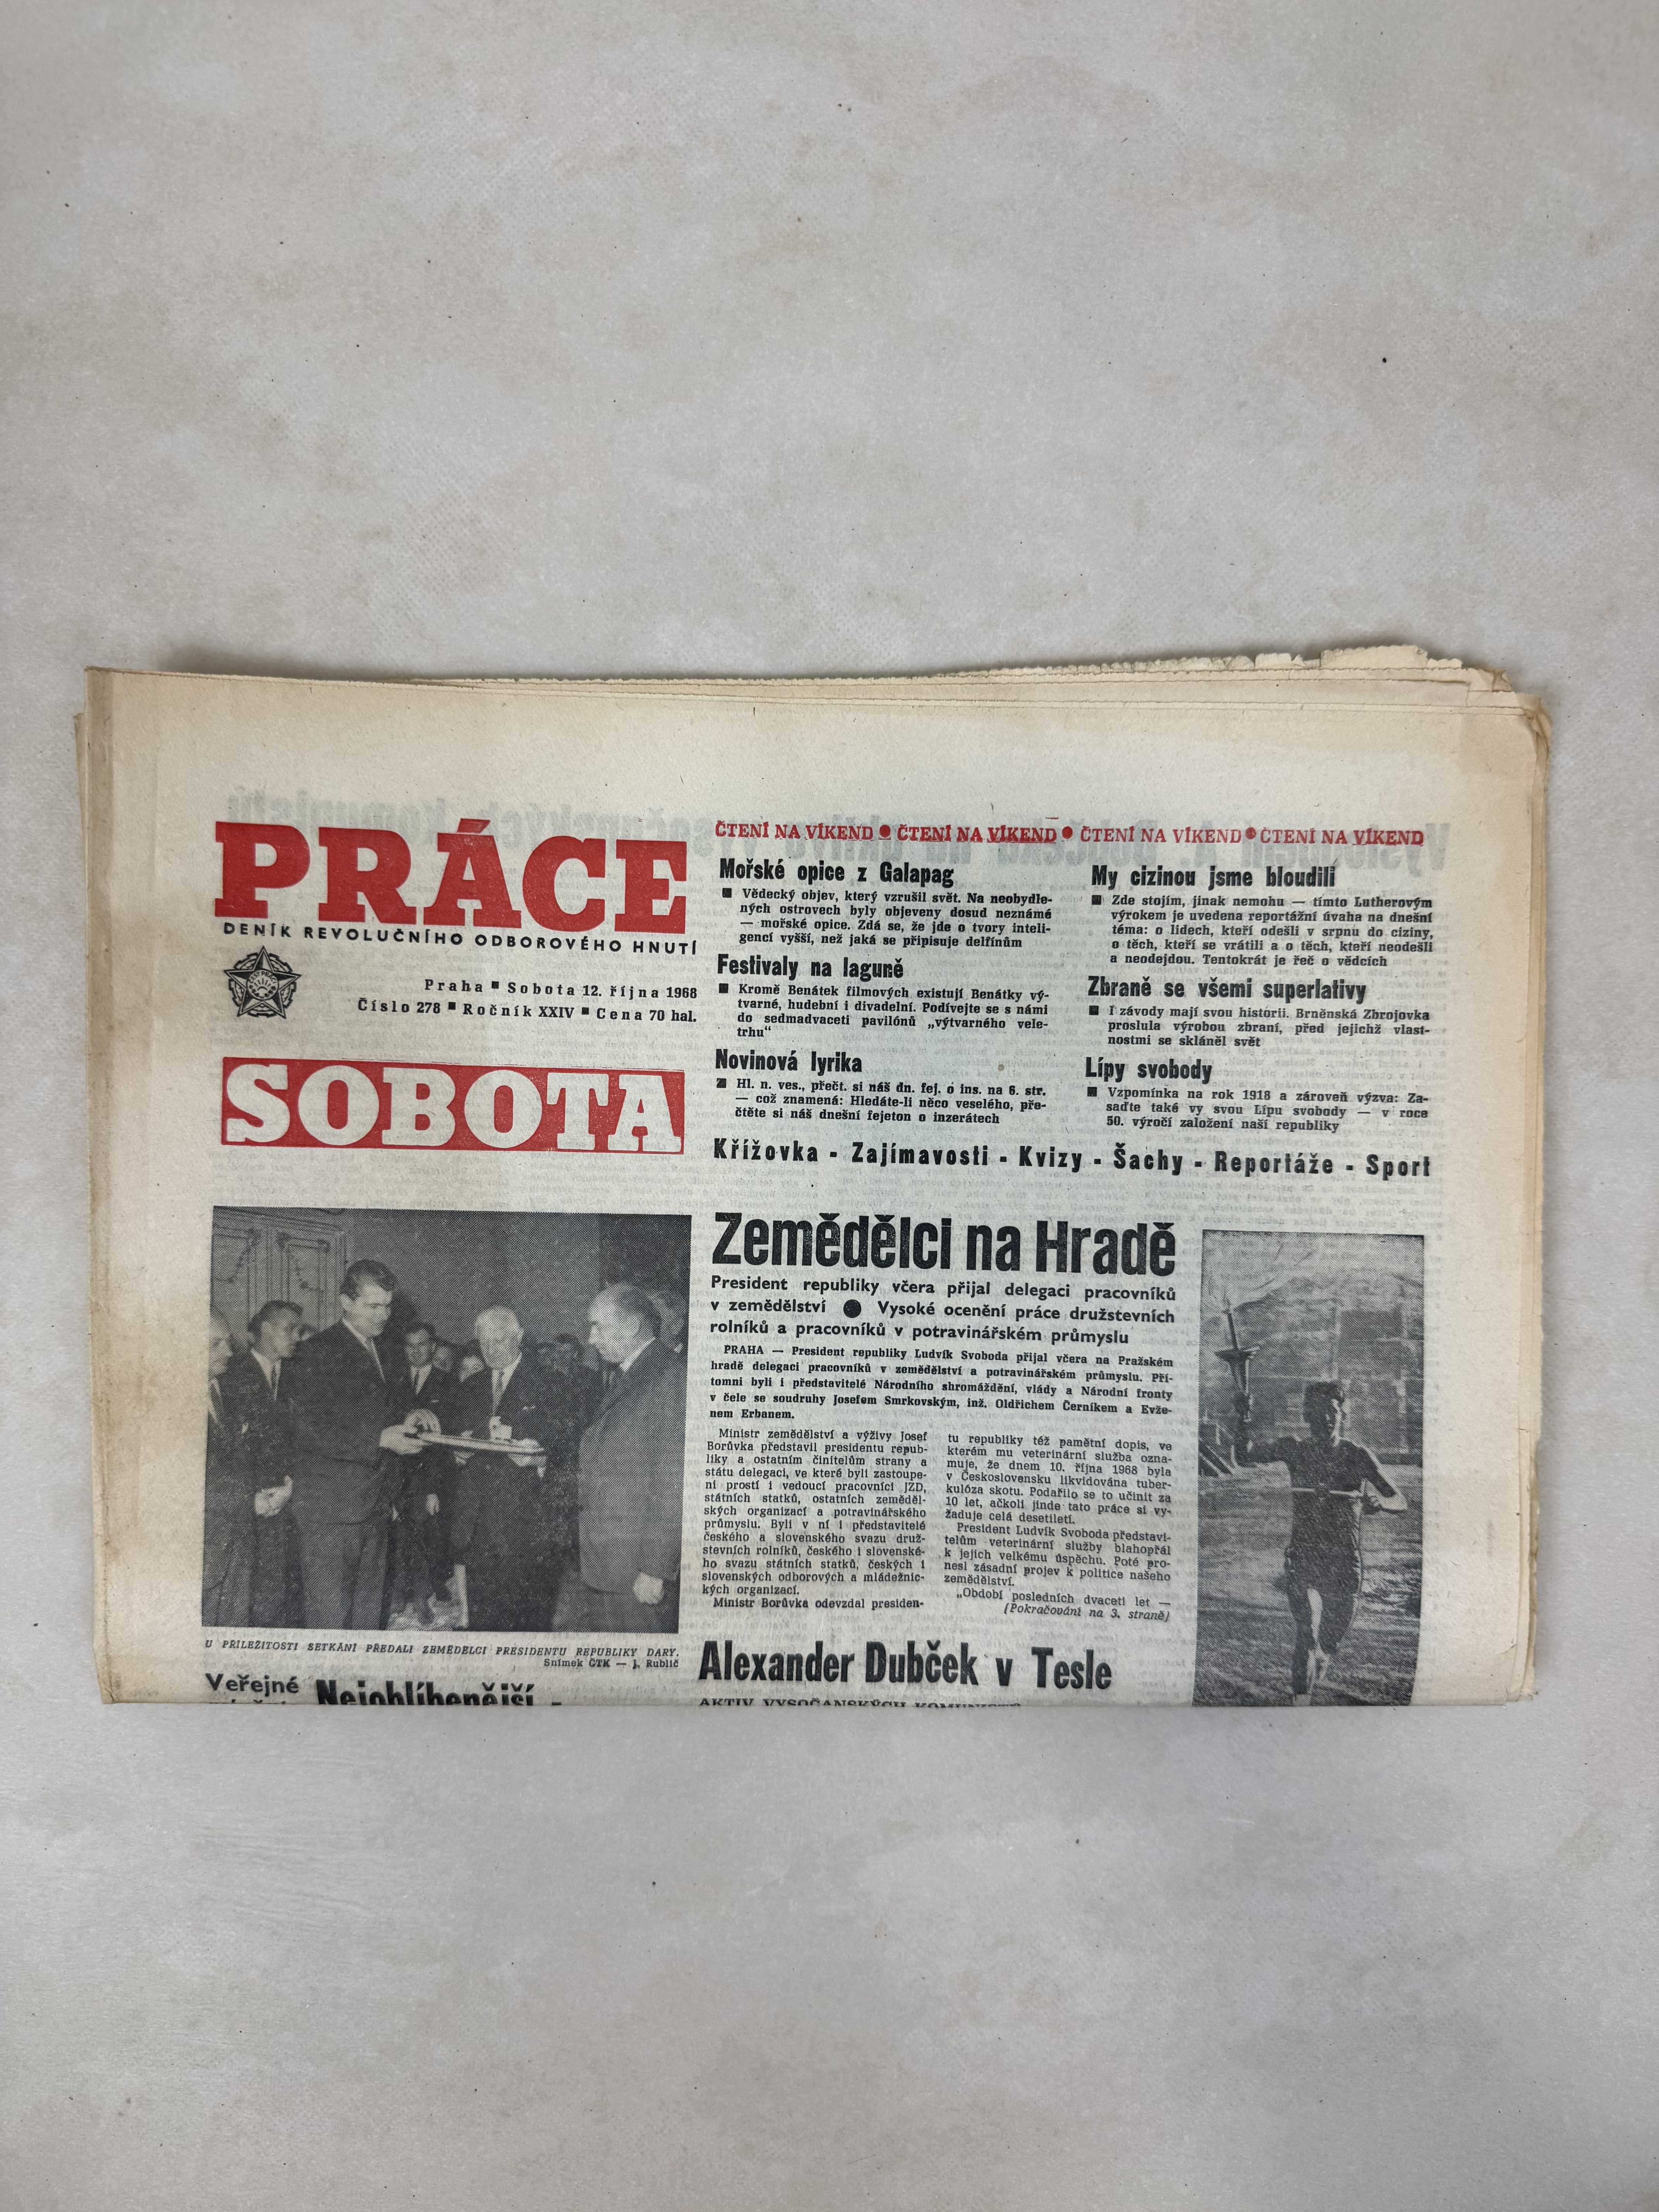 PRÁCE
DENÍK REVOLUČNÍHO ODBOROVÉHO HNUTÍ
Praha ■ Sobota 12. října 1968
Číslo 278 ■ Ročník XXIV ■ Cena 70 hal.
SOBOTA
ČTENÍ NA VÍKEND ● ČTENÍ NA VÍKEND ● ČTENÍ NA VÍKEND ● ČTENÍ NA VÍKEND
Mořské opice z Galapag
■ Vědecký objev, který vzrušil svět. Na neobydle-
ných ostrovech byly objeveny dosud neznámé
— mořské opice. Zdá se, že jde o tvory inteli-
gencí vyšší, než jaká se připisuje delfínům
Festivaly na laguně
■ Kromě Benátek filmových existují Benátky vý-
tvarné, hudební i divadelní. Podívejte se s námi
do sedmadvaceti pavilónů „výtvarného vele-
trhu“
Novinová lyrika
■ Hl. n. ves., přečt. si náš dn. fej. o ins. na 6. str.
— což znamená: Hledáte-li něco veselého, pře-
čtěte si náš dnešní fejeton o inzerátech
My cizinou jsme bloudili
■ Zde stojím, jinak nemohu — tímto Lutherovým
výrokem je uvedena reportážní úvaha na dnešní
téma: o lidech, kteří odešli v srpnu do ciziny,
o těch, kteří se vrátili a o těch, kteří neodešli
a neodejdou. Tentokrát je řeč o vědcích
Zbraně se všemi superlativy
■ I závody mají svou historii. Brněnská Zbrojovka
proslula výrobou zbraní, před jejichž vlast-
nostmi se skláněl svět
Lípy svobody
■ Vzpomínka na rok 1918 a zároveň výzva: Za-
saďte také vy svou Lípu svobody — v roce
50. výročí založení naší republiky
Křížovka - Zajímavosti - Kvizy - Šachy - Reportáže - Sport
Zemědělci na Hradě
President republiky včera přijal delegaci pracovníků
v zemědělství ● Vysoké ocenění práce družstevních
rolníků a pracovníků v potravinářském průmyslu
PRAHA — President republiky Ludvík Svoboda přijal včera na Pražském
hradě delegaci pracovníků v zemědělství a potravinářském průmyslu. Pří-
tomni byli i představitelé Národního shromáždění, vlády a Národní fronty
v čele se soudruhy Josefem Smrkovským, inž. Oldřichem Černíkem a Evže-
nem Erbanem.
Ministr zemědělství a výživy Josef
Borůvka představil presidentu repub-
liky a ostatním činitelům strany a
státu delegaci, ve které byli zastoupe-
ni prostí i vedoucí pracovníci JZD,
státních statků, ostatních zeměděl-
ských organizací a potravinářského
průmyslu. Byli v ní i představitelé
českého a slovenského svazu druž-
stevních rolníků, českého i slovenské-
ho svazu státních statků, českých i
slovenských odborových a mládežnic-
kých organizací.
Ministr Borůvka odevzdal presiden-
tu republiky též pamětní dopis, ve
kterém mu veterinární služba ozna-
muje, že dnem 10. října 1968 byla
v Československu likvidována tuber-
kulóza skotu. Podařilo se to učinit za
10 let, ačkoli jinde tato práce si vy-
žaduje celá desetiletí.
President Ludvík Svoboda představi-
telům veterinární služby blahopřál
k jejich velkému úspěchu. Poté pro-
nesl zásadní projev k politice našeho
zemědělství.
„Období posledních dvaceti let —
(Pokračování na 3. straně)
U PŘÍLEŽITOSTI SETKÁNÍ PŘEDALI ZEMĚDĚLCI PRESIDENTU REPUBLIKY DARY.
Snímek ČTK — J. Rublič
Veřejné
Nejoblíbenější -
Alexander Dubček v Tesle
AKTIV VYSOČANSKÝCH KOMUNISTŮ